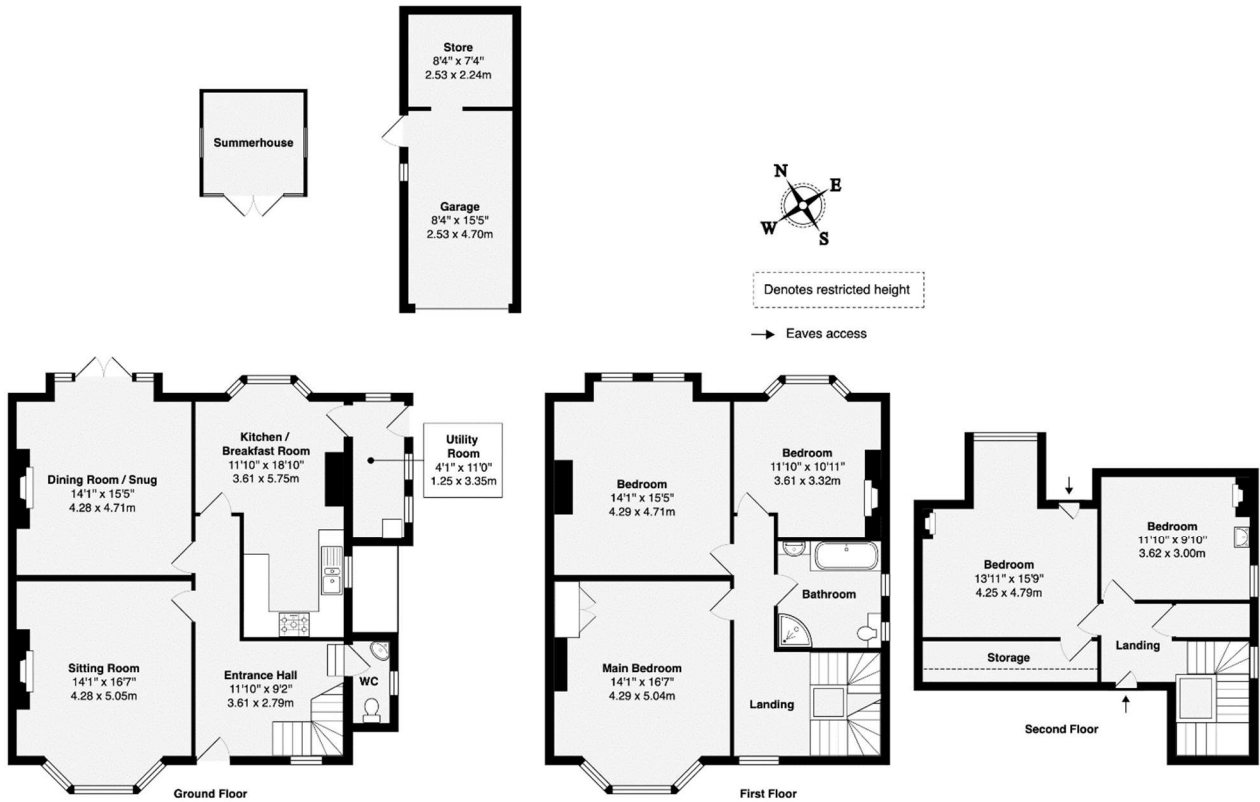 Store
8'4" x 7'4"
2.53 x 2.24m
Summerhouse
Garage
8'4" x 15'5"
2.53 x 4.70m
N
E
W
S
Denotes restricted height
Eaves access
Dining Room / Snug
14'1" x 15'5"
4.28 x 4.71m
Kitchen /
Breakfast Room
11'10" x 18'10"
3.61 x 5.75m
Utility
Room
4'1" x 11'0"
1.25 x 3.35m
Sitting Room
14'1" x 16'7"
4.28 x 5.05m
Entrance Hall
11'10" x 9'2"
3.61 x 2.79m
WC
Ground Floor
Bedroom
14'1" x 15'5"
4.29 x 4.71m
Bedroom
11'10" x 10'11"
3.61 x 3.32m
Bathroom
Main Bedroom
14'1" x 16'7"
4.29 x 5.04m
Landing
First Floor
Bedroom
13'11" x 15'9"
4.25 x 4.79m
Bedroom
11'10" x 9'10"
3.62 x 3.00m
Storage
Landing
Second Floor